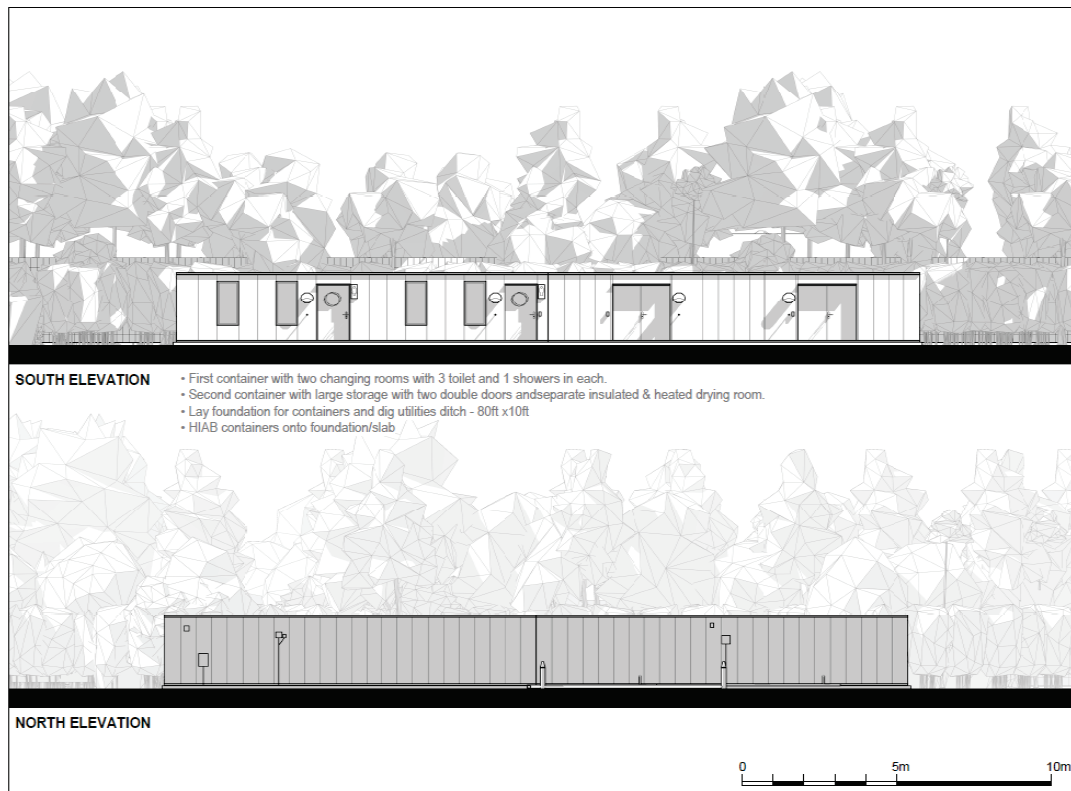 SOUTH ELEVATION
• First container with two changing rooms with 3 toilet and 1 showers in each.
• Second container with large storage with two double doors andseparate insulated & heated drying room.
• Lay foundation for containers and dig utilities ditch - 80ft x10ft
• HIAB containers onto foundation/slab
NORTH ELEVATION
0 5m 10m